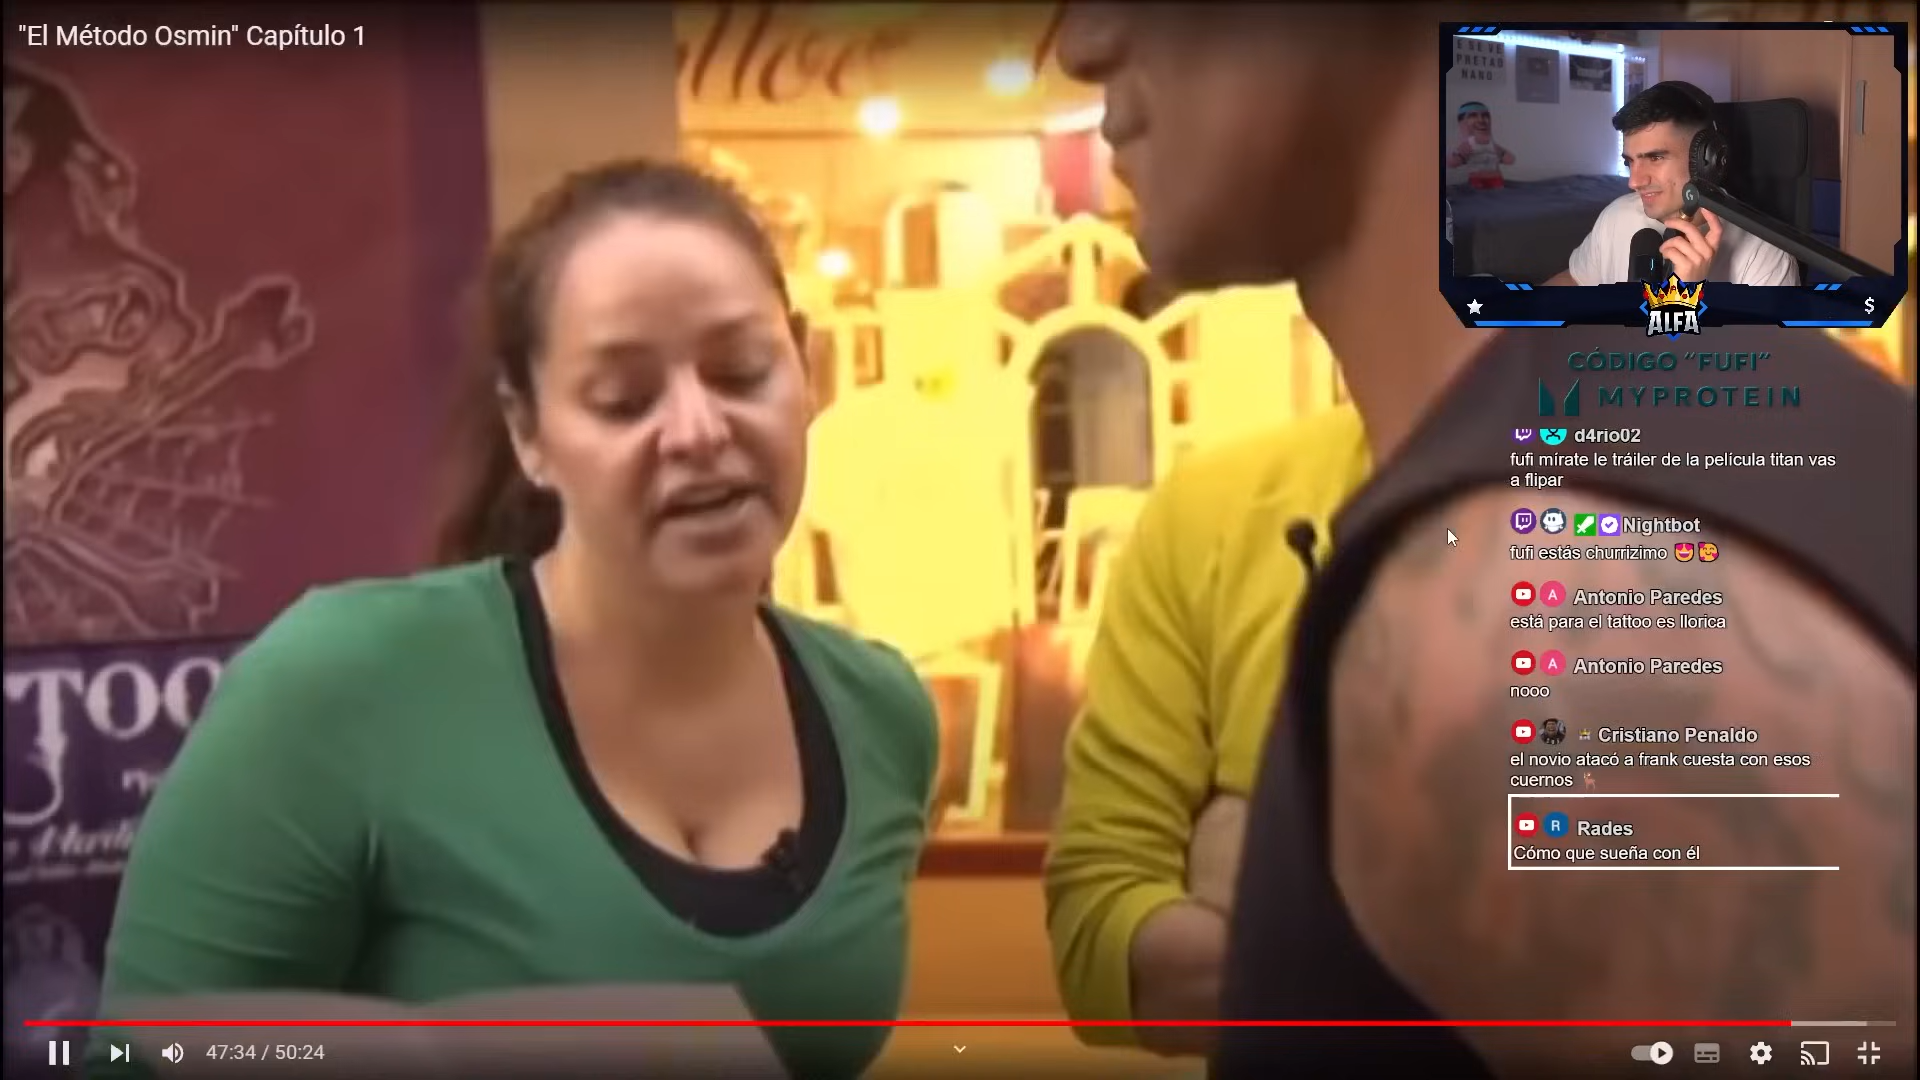 "El Método Osmin" Capítulo 1
PRETAO
NANO
ALFA
$
CÓDIGO "FUFI"
MYPROTEIN
d4rio02
fufi mírate le tráiler de la película titan vas
a flipar
Nightbot
fufi estás churrizimo 😍🥰
A Antonio Paredes
está para el tattoo es llorica
A Antonio Paredes
nooo
Cristiano Penaldo
el novio atacó a frank cuesta con esos
cuernos 🦌
R Rades
Cómo que sueña con él
TOO
47:34 / 50:24